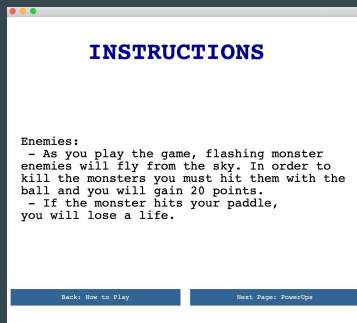 INSTRUCTIONS
Enemies:
- As you play the game, flashing monster
enemies will fly from the sky. In order to
kill the monsters you must hit them with the
ball and you will gain 20 points.
- If the monster hits your paddle,
you will lose a life.
Back: How to Play
Next Page: PowerUps